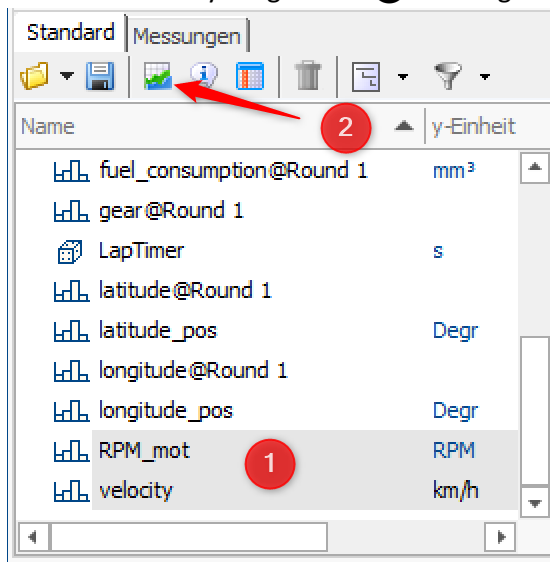 Standard Messungen
2
Name y-Einheit
fuel_consumption@Round 1 mm³
gear@Round 1
LapTimer s
latitude@Round 1
latitude_pos Degr
longitude@Round 1
longitude_pos Degr
RPM_mot RPM
1
velocity km/h